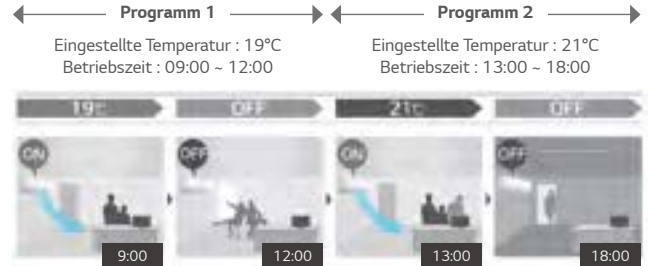 Programm 1
Programm 2
Eingestellte Temperatur : 19°C
Betriebszeit : 09:00 ~ 12:00
Eingestellte Temperatur : 21°C
Betriebszeit : 13:00 ~ 18:00
19℃ OFF 21℃ OFF
ON OFF ON OFF
9:00 12:00 13:00 18:00